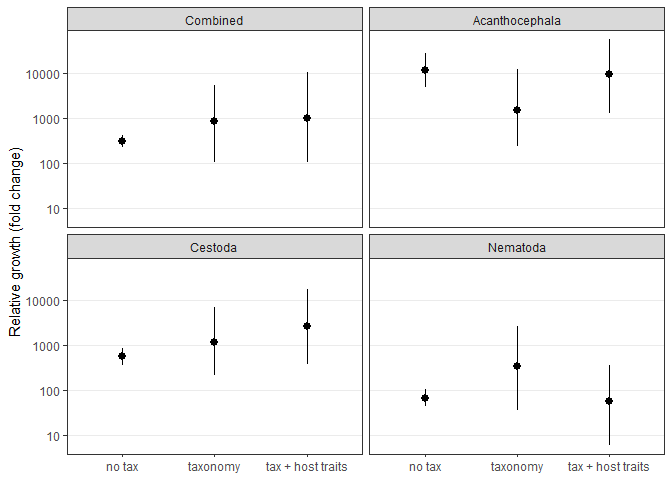 Combined
Acanthocephala
Relative growth (fold change)
10000
1000
100
10
Cestoda
Nematoda
10000
1000
100
10
no tax
taxonomy
tax + host traits
no tax
taxonomy
tax + host traits